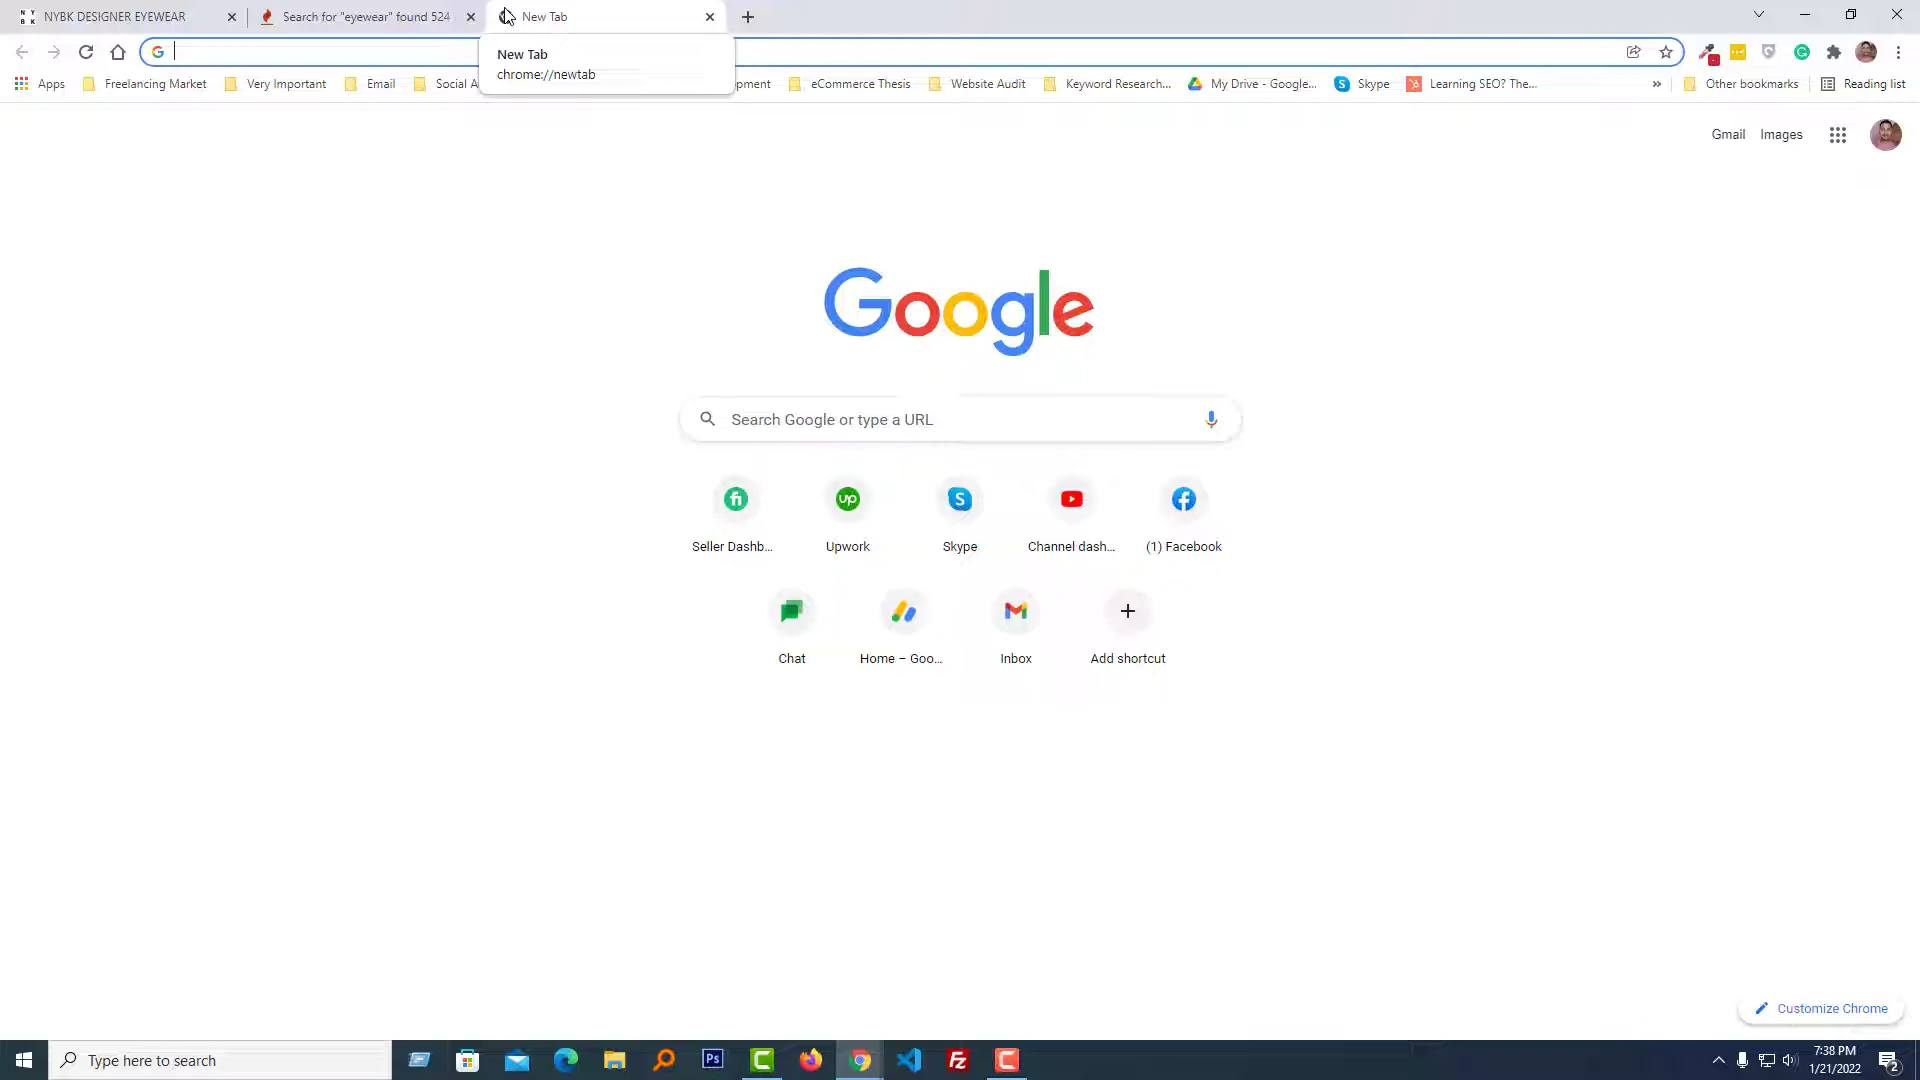 NYBK DESIGNER EYEWEAR
Search for "eyewear" found 524
New Tab
New Tab
chrome://newtab
Apps
Freelancing Market
Very Important
Email
Social A
pment
eCommerce Thesis
Website Audit
Keyword Research...
My Drive - Google...
Skype
Learning SEO? The...
»
Other bookmarks
Reading list
Gmail
Images
Google
Search Google or type a URL
Seller Dashb...
Upwork
Skype
Channel dash...
(1) Facebook
Chat
Home – Goo...
Inbox
Add shortcut
Customize Chrome
Type here to search
7:38 PM
1/21/2022
2